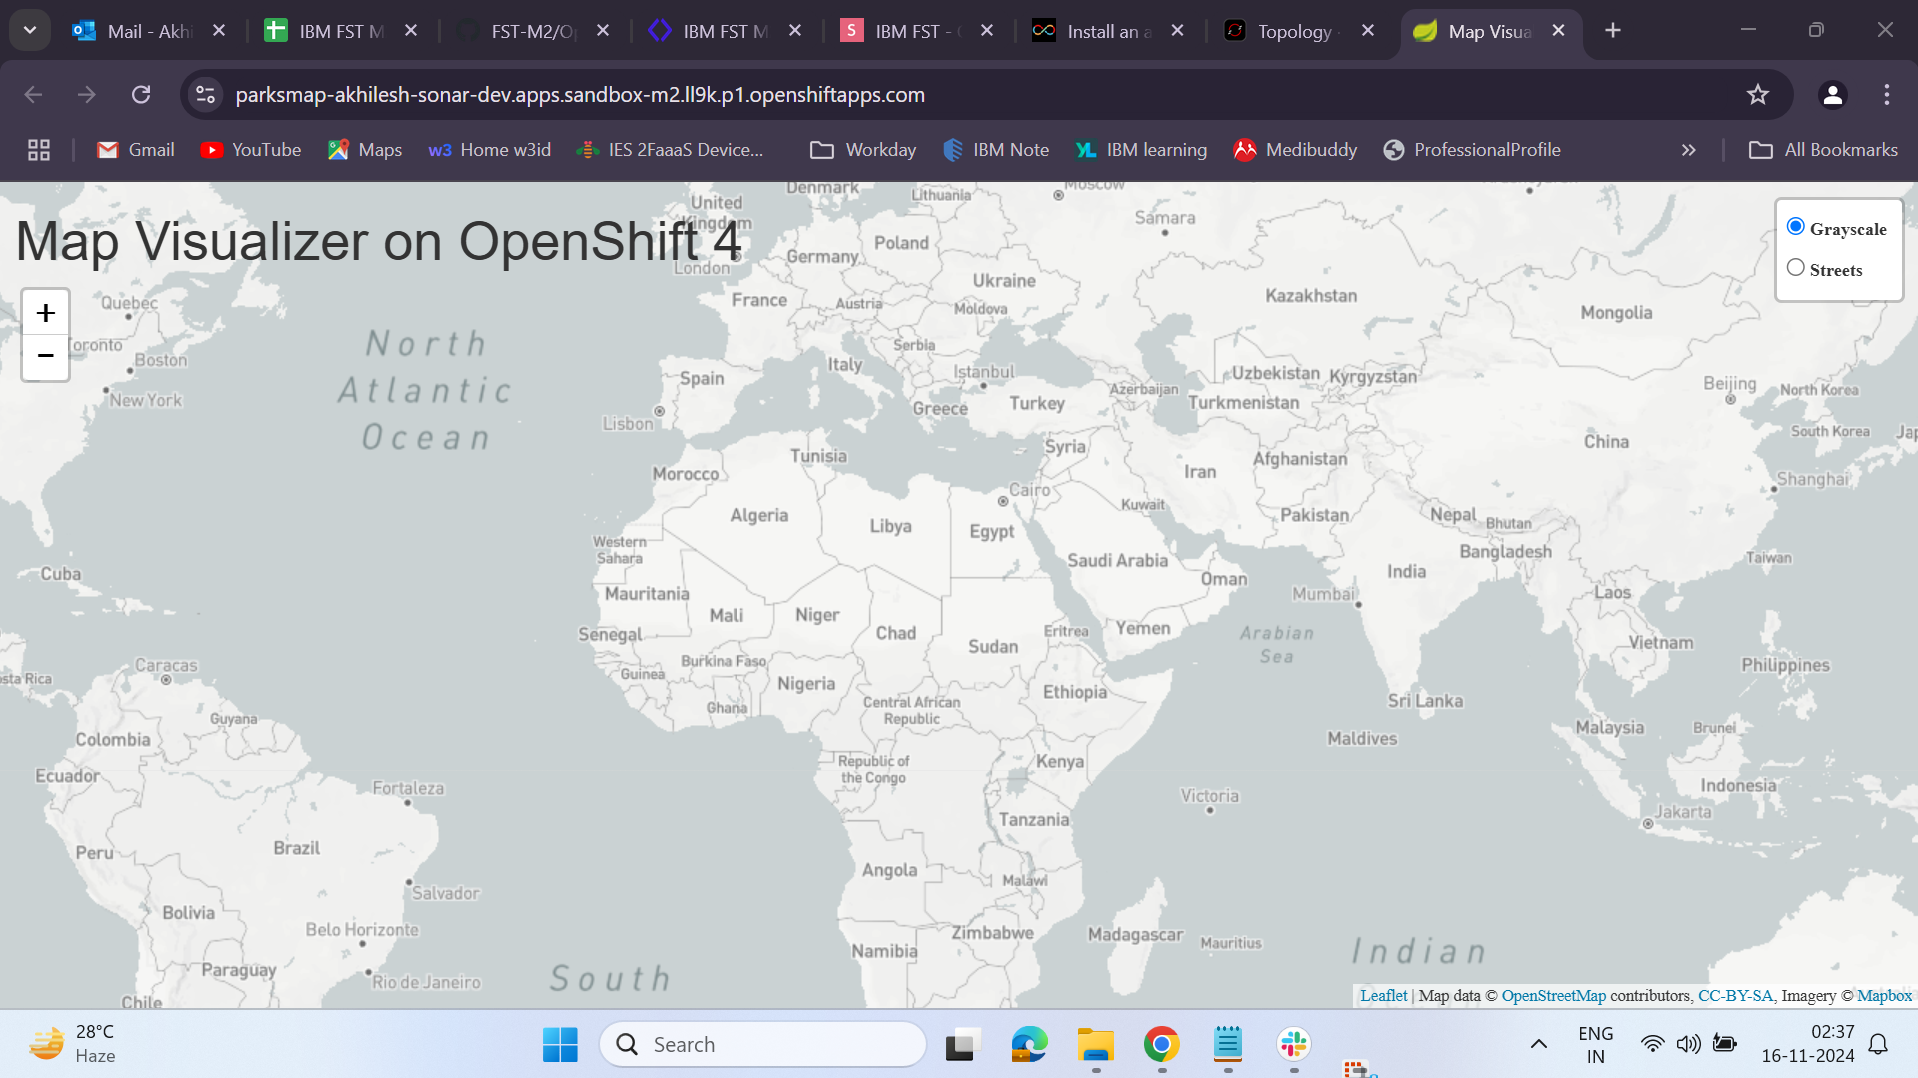 Mail - Akhi
IBM FST M
FST-M2/Op
IBM FST M
IBM FST - C
Install an a
Topology
Map Visua
parksmap-akhilesh-sonar-dev.apps.sandbox-m2.ll9k.p1.openshiftapps.com
Gmail
YouTube
Maps
w3 Home w3id
IES 2FaaaS Device...
Workday
IBM Note
YL IBM learning
Medibuddy
ProfessionalProfile
All Bookmarks
Map Visualizer on OpenShift 4
+
−
Grayscale
Streets
Denmark
Lithuania
Moscow
United
Kingdom
Samara
Poland
Germany
London
Ukraine
Kazakhstan
France
Austria
Moldova
Mongolia
Quebec
North
Atlantic
Ocean
Toronto
Boston
New York
Serbia
Italy
Istanbul
Spain
Uzbekistan
Kyrgyzstan
Azerbaijan
Beijing
North Korea
Turkmenistan
Greece
Turkey
Lisbon
South Korea
Jap
China
Syria
Tunisia
Afghanistan
Iran
Morocco
Shanghai
Cairo
Kuwait
Algeria
Libya
Egypt
Pakistan
Nepal
Bhutan
Western
Sahara
Bangladesh
Saudi Arabia
Taiwan
Cuba
India
Oman
Mauritania
Mumbai
Laos
Mali
Niger
Senegal
Chad
Eritrea
Yemen
Arabian
Sea
Sudan
Vietnam
Caracas
Burkina Faso
Philippines
osta Rica
Guinea
Nigeria
Ethiopia
Ghana
Central African
Republic
Sri Lanka
Guyana
Colombia
Malaysia
Brunei
Maldives
Ecuador
Republic of
the Congo
Kenya
Fortaleza
Victoria
Indonesia
Jakarta
Tanzania
Peru
Brazil
Angola
Malawi
Salvador
Bolivia
Belo Horizonte
Zimbabwe
Madagascar
Mauritius
Namibia
Indian
Paraguay
Rio de Janeiro
South
Chile
Leaflet | Map data © OpenStreetMap contributors, CC-BY-SA, Imagery © Mapbox
28°C
Haze
Search
ENG
IN
02:37
16-11-2024